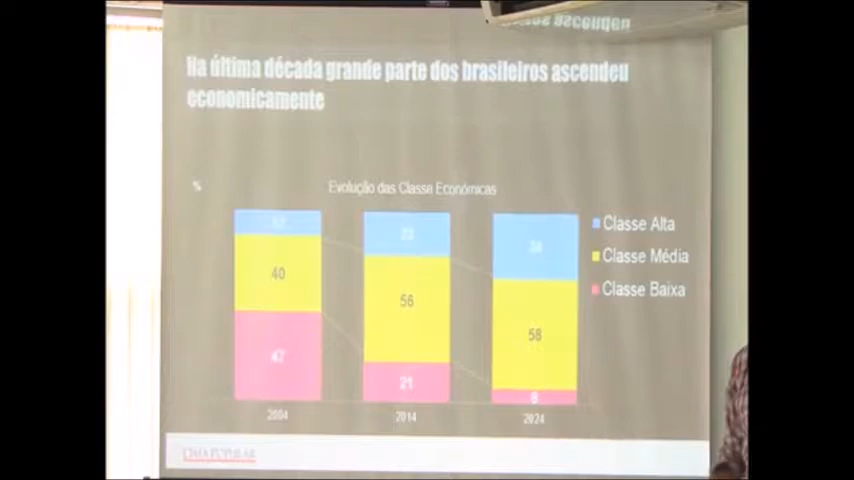 Na última década grande parte dos brasileiros ascendeu
economicamente
%
Evolução das Classe Económicas
Classe Alta
Classe Média
Classe Baixa
40
56
58
47
21
2004
2014
2024